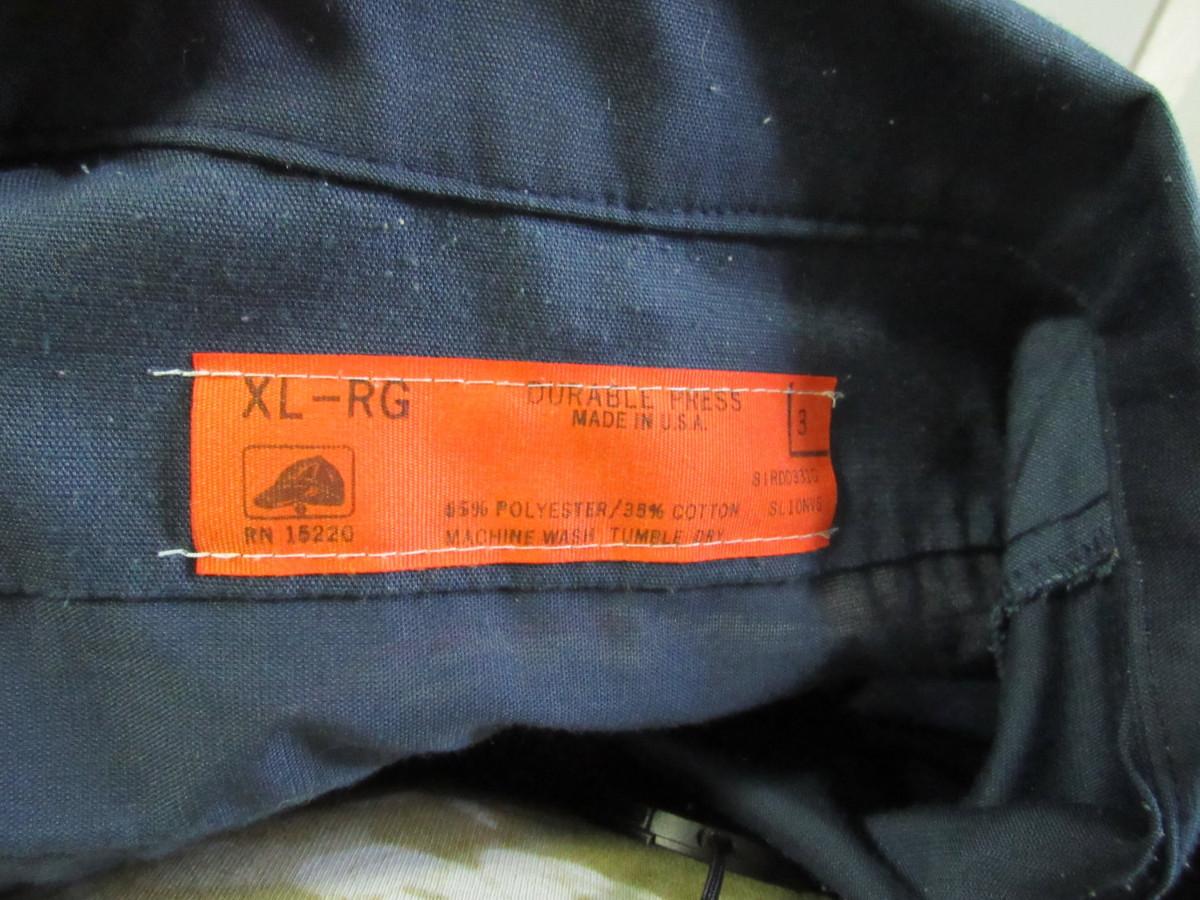 XL-RG
DURABLE PRESS
MADE IN U.S.A.
3
65% POLYESTER/35% COTTON
MACHINE WASH TUMBLE DRY
RN 15220